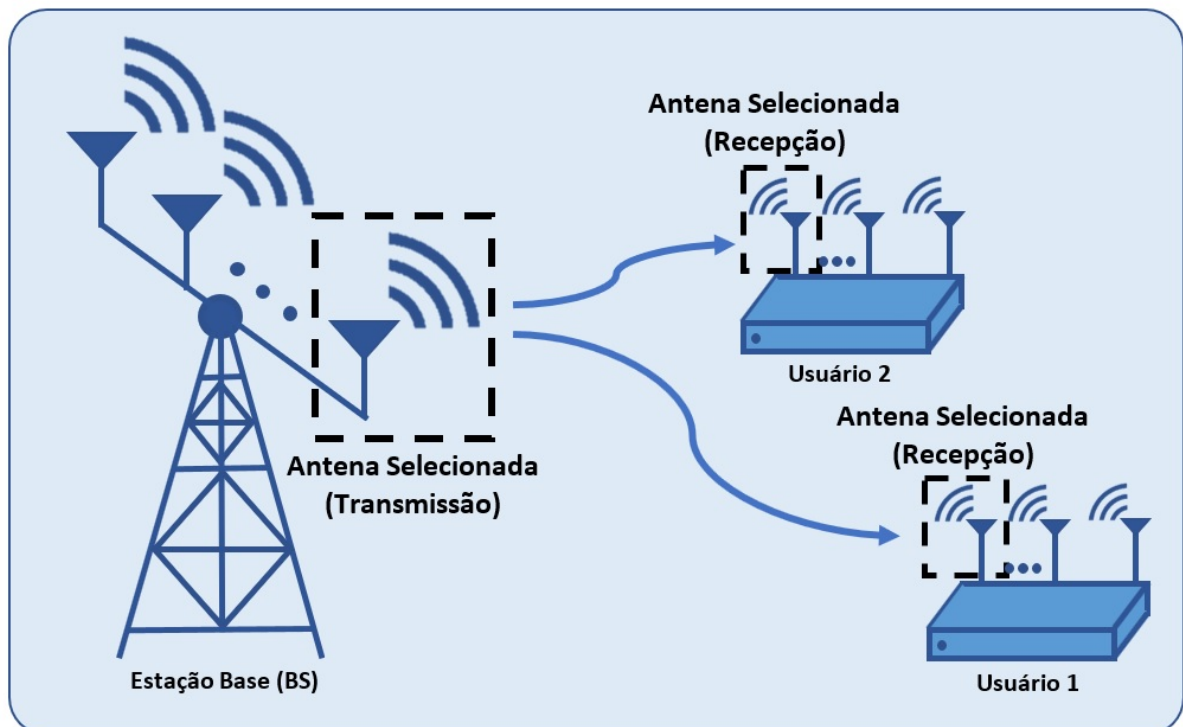 Antena Selecionada
(Recepção)
Usuário 2
Antena Selecionada
(Recepção)
Antena Selecionada
(Transmissão)
Estação Base (BS)
Usuário 1